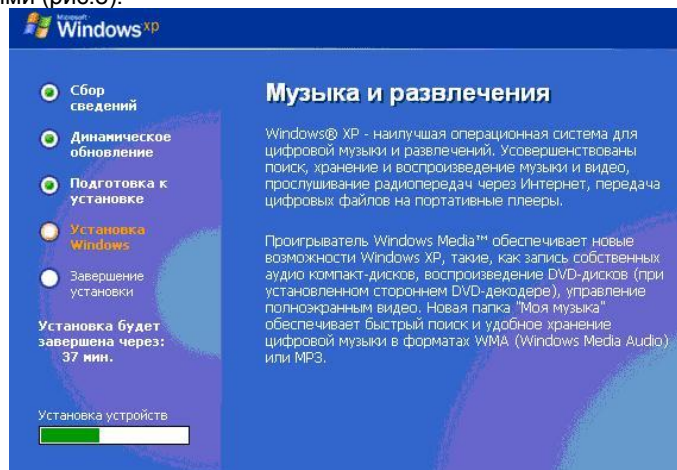 ыми (рис.8).
Microsoft
Windows xp
Сбор
сведений
Динамическое
обновление
Подготовка к
установке
Установка
Windows
Завершение
установки
Установка будет
завершена через:
37 мин.
Установка устройств
Музыка и развлечения
Windows® XP - наилучшая операционная система для
цифровой музыки и развлечений. Усовершенствованы
поиск, хранение и воспроизведение музыки и видео,
прослушивание радиопередач через Интернет, передача
цифровых файлов на портативные плееры.
Проигрыватель Windows Media™ обеспечивает новые
возможности Windows XP, такие, как запись собственных
аудио компакт-дисков, воспроизведение DVD-дисков (при
установленном стороннем DVD-декодере), управление
полноэкранным видео. Новая папка "Моя музыка"
обеспечивает быстрый поиск и удобное хранение
цифровой музыки в форматах WMA (Windows Media Audio)
или MP3.